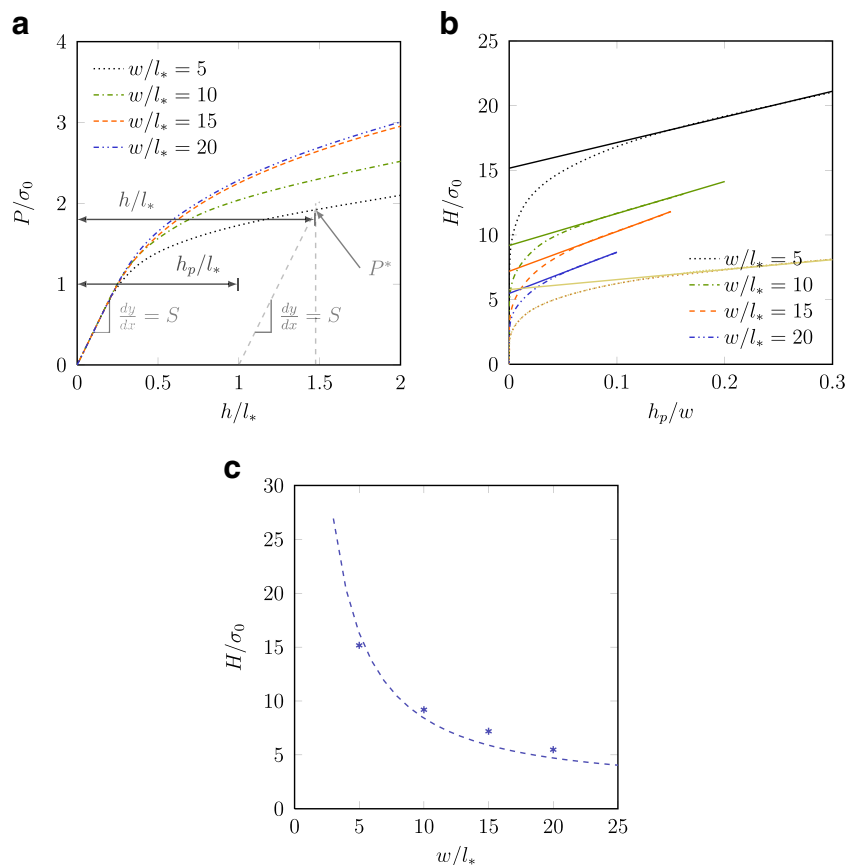 a
4
3
2
1
0
P/σ₀
w/l* = 5
w/l* = 10
w/l* = 15
w/l* = 20
h/l*
h_p/l*
P*
dy/dx = S
dy/dx = S
0
0.5
1
1.5
2
h/l*
b
25
20
15
10
5
0
H/σ₀
w/l* = 5
w/l* = 10
w/l* = 15
w/l* = 20
0
0.1
0.2
0.3
h_p/w
c
30
25
20
15
10
5
0
H/σ₀
0
5
10
15
20
25
w/l*